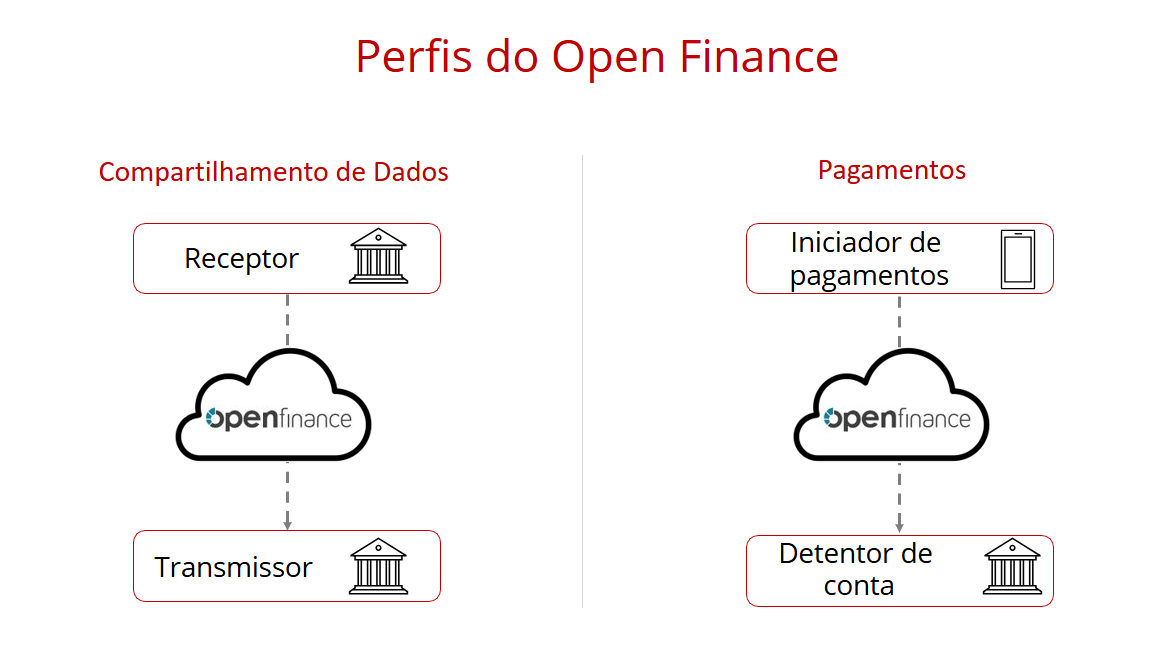 Perfis do Open Finance
Compartilhamento de Dados
Receptor
openfinance
Transmissor
Pagamentos
Iniciador de
pagamentos
openfinance
Detentor de
conta